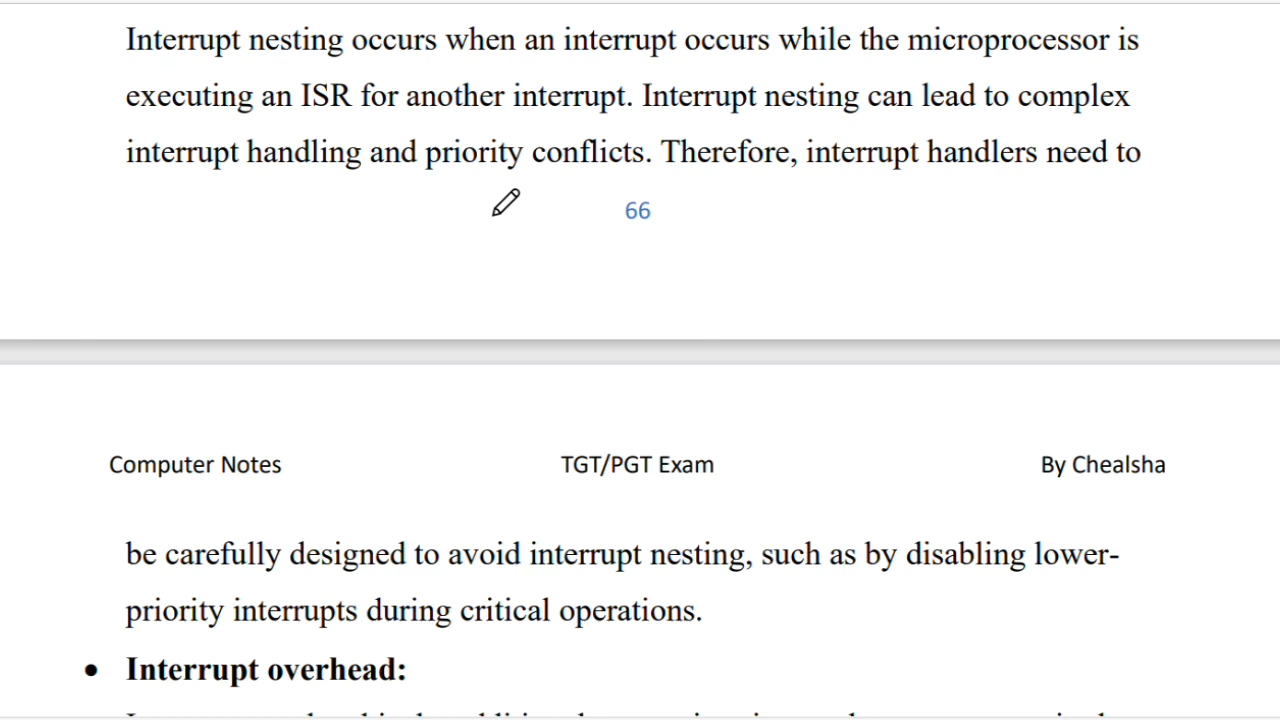 Interrupt nesting occurs when an interrupt occurs while the microprocessor is
executing an ISR for another interrupt. Interrupt nesting can lead to complex
interrupt handling and priority conflicts. Therefore, interrupt handlers need to
66
Computer Notes TGT/PGT Exam By Chealsha
be carefully designed to avoid interrupt nesting, such as by disabling lower-
priority interrupts during critical operations.
• Interrupt overhead: